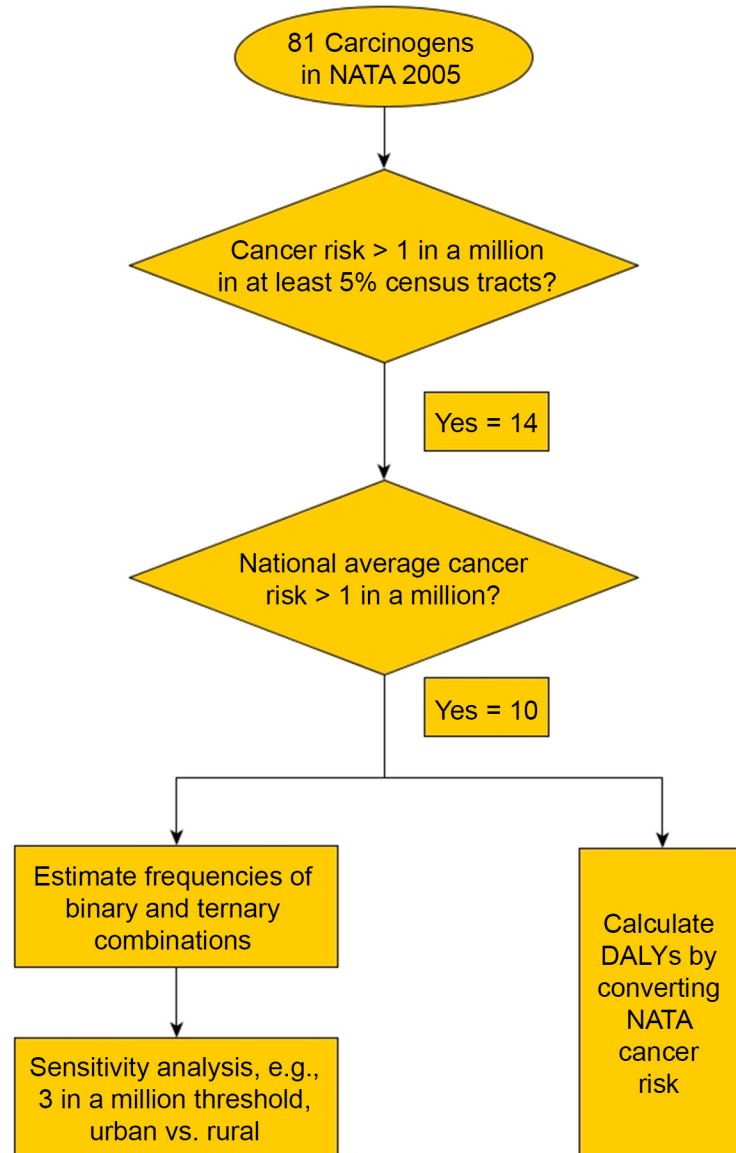 81 Carcinogens
in NATA 2005
Cancer risk > 1 in a million
in at least 5% census tracts?
Yes = 14
National average cancer
risk > 1 in a million?
Yes = 10
Estimate frequencies of
binary and ternary
combinations
Sensitivity analysis, e.g.,
3 in a million threshold,
urban vs. rural
Calculate
DALYs by
converting
NATA
cancer
risk